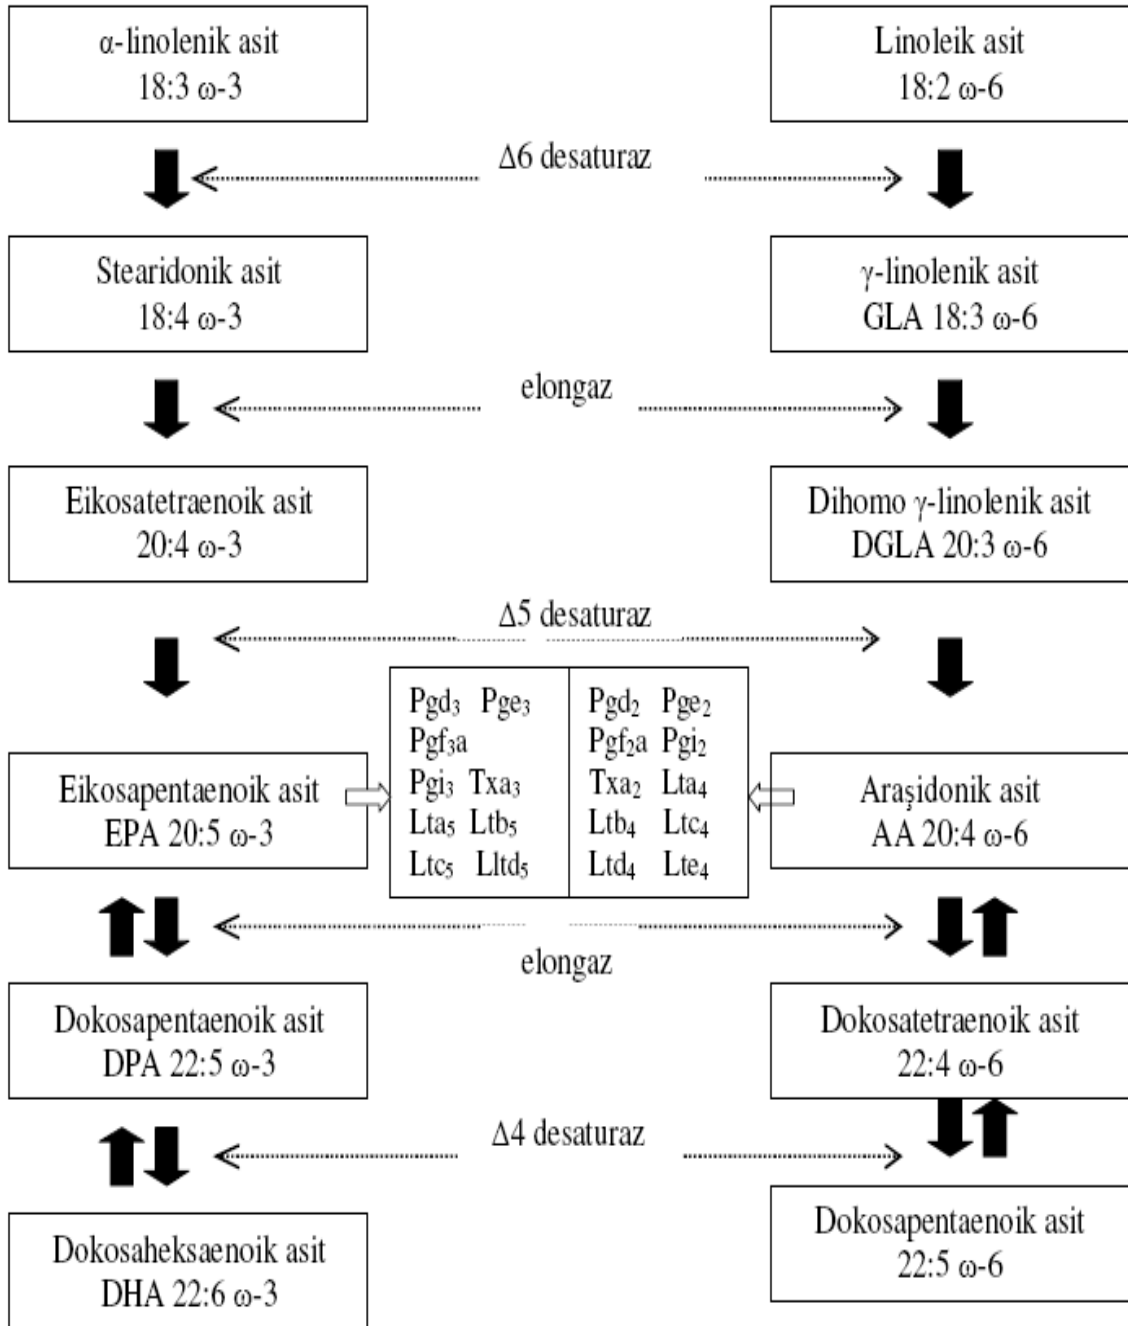 α-linolenik asit
18:3 ω-3
Linoleik asit
18:2 ω-6
Δ6 desaturaz
Stearidonik asit
18:4 ω-3
γ-linolenik asit
GLA 18:3 ω-6
elongaz
Eikosatetraenoik asit
20:4 ω-3
Dihomo γ-linolenik asit
DGLA 20:3 ω-6
Δ5 desaturaz
Pgd₃ Pge₃
Pgf₃a
Pgi₃ Txa₃
Lta₅ Ltb₅
Ltc₅ Lltd₅
Pgd₂ Pge₂
Pgf₂a Pgi₂
Txa₂ Lta₄
Ltb₄ Ltc₄
Ltd₄ Lte₄
Eikosapentaenoik asit
EPA 20:5 ω-3
Araşidonik asit
AA 20:4 ω-6
elongaz
Dokosapentaenoik asit
DPA 22:5 ω-3
Dokosatetraenoik asit
22:4 ω-6
Δ4 desaturaz
Dokosaheksaenoik asit
DHA 22:6 ω-3
Dokosapentaenoik asit
22:5 ω-6